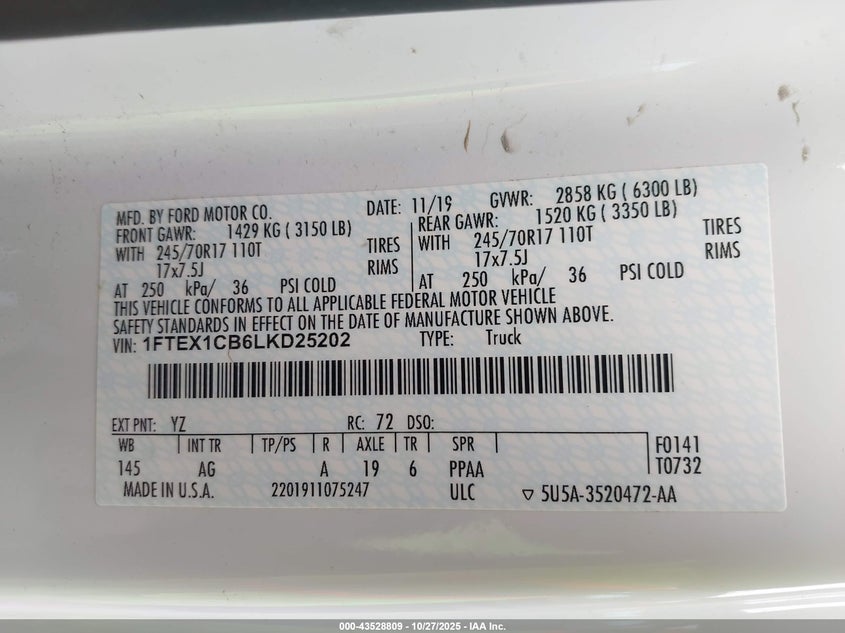 MFD. BY FORD MOTOR CO. DATE: 11/19 GVWR: 2858 KG ( 6300 LB)
FRONT GAWR: 1429 KG ( 3150 LB) REAR GAWR: 1520 KG ( 3350 LB)
WITH 245/70R17 110T TIRES WITH 245/70R17 110T TIRES
17x7.5J RIMS 17x7.5J RIMS
AT 250 kPa/ 36 PSI COLD AT 250 kPa/ 36 PSI COLD
THIS VEHICLE CONFORMS TO ALL APPLICABLE FEDERAL MOTOR VEHICLE
SAFETY STANDARDS IN EFFECT ON THE DATE OF MANUFACTURE SHOWN ABOVE.
VIN: 1FTEX1CB6LKD25202 TYPE: Truck
EXT PNT: YZ RC: 72 DSO:
WB INT TR TP/PS R AXLE TR SPR F0141
145 AG A 19 6 PPAA T0732
MADE IN U.S.A. 2201911075247 ULC ▽ 5U5A-3520472-AA
000-43528809 - 10/27/2025 - IAA Inc.